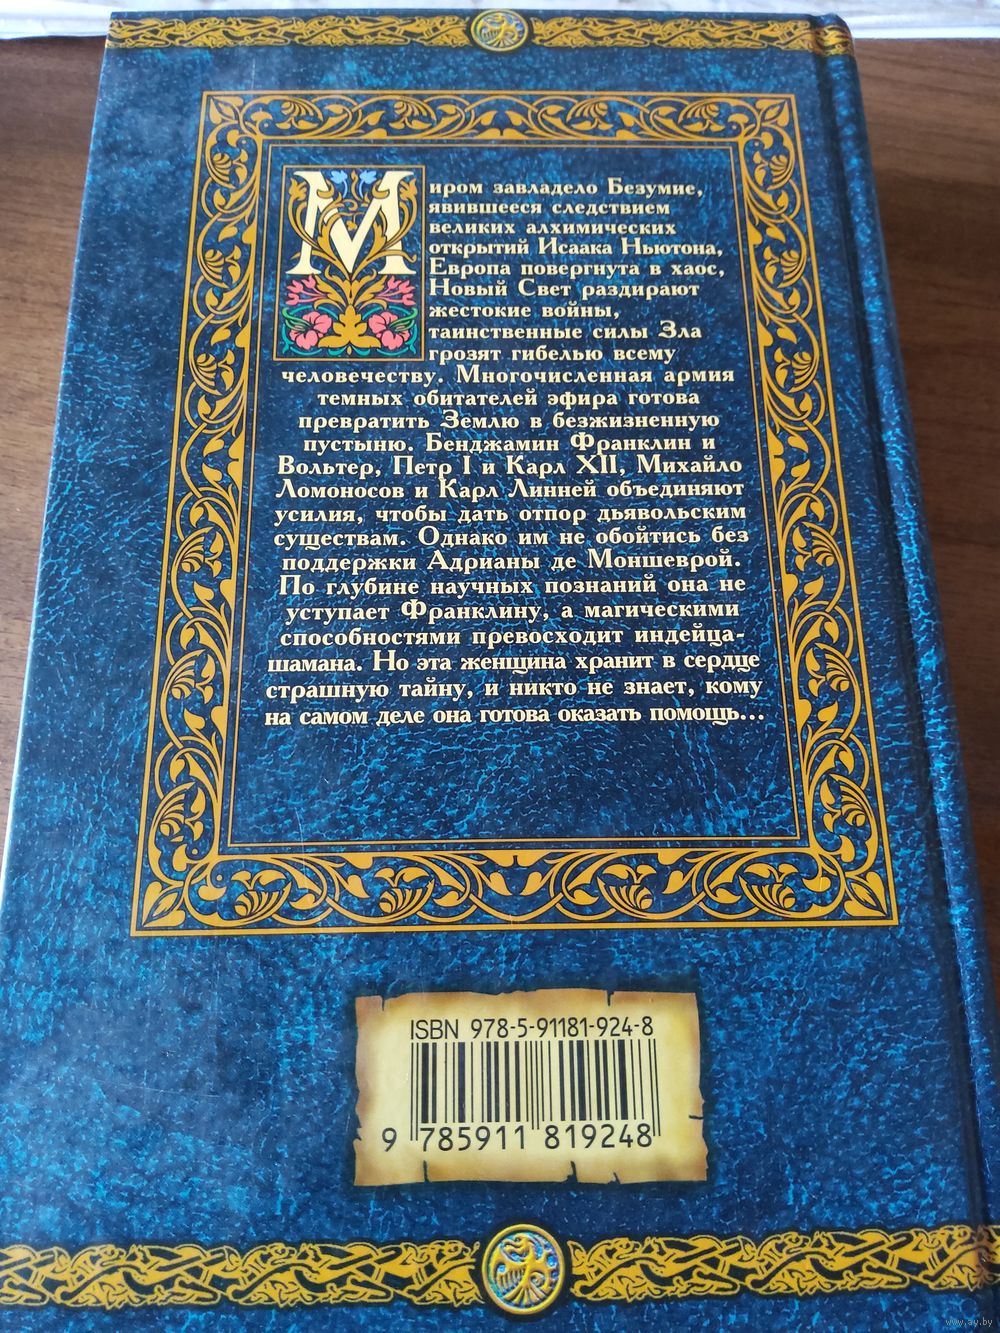 Миром завладело Безумие,
явившееся следствием
великих алхимических
открытий Исаака Ньютона,
Европа повергнута в хаос,
Новый Свет раздирают
жестокие войны,
таинственные силы Зла
грозят гибелью всему
человечеству. Многочисленная армия
темных обитателей эфира готова
превратить Землю в безжизненную
пустыню. Бенджамин Франклин и
Вольтер, Петр I и Карл XII, Михайло
Ломоносов и Карл Линней объединяют
усилия, чтобы дать отпор дьявольским
существам. Однако им не обойтись без
поддержки Адрианы де Моншеврой.
По глубине научных познаний она не
уступает Франклину, а магическими
способностями превосходит индейца-
шамана. Но эта женщина хранит в сердце
страшную тайну, и никто не знает, кому
на самом деле она готова оказать помощь...
ISBN 978-5-91181-924-8
9 785911 819248
www.ay.by